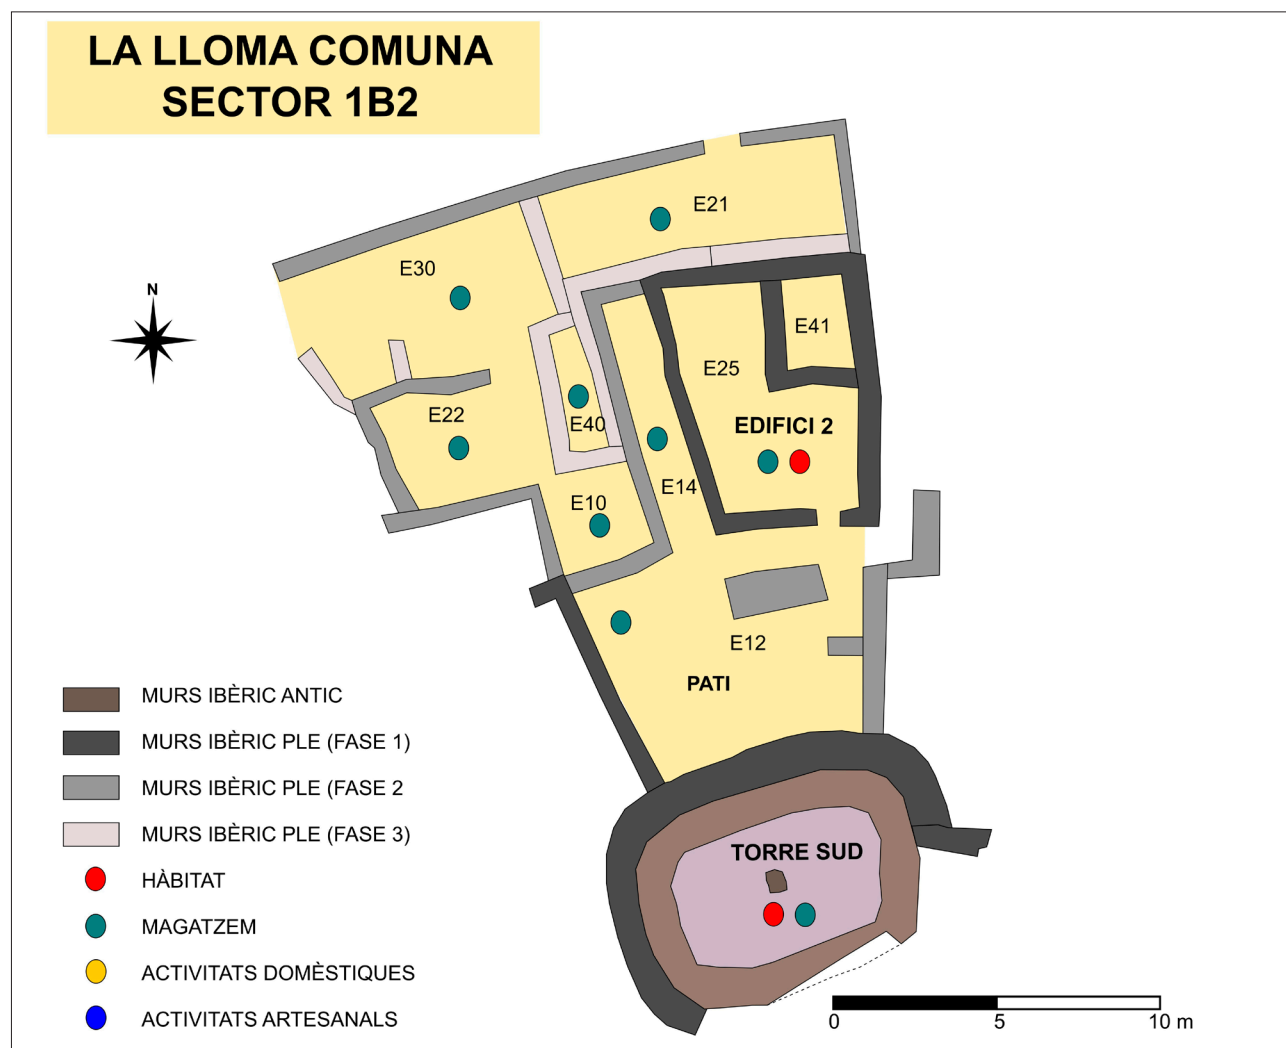 LA LLOMA COMUNA
SECTOR 1B2
E21
E30
N
E41
E25
E22
E40
EDIFICI 2
E14
E10
E12
PATI
MURS IBÈRIC ANTIC
MURS IBÈRIC PLE (FASE 1)
MURS IBÈRIC PLE (FASE 2
MURS IBÈRIC PLE (FASE 3)
TORRE SUD
HÀBITAT
MAGATZEM
ACTIVITATS DOMÈSTIQUES
ACTIVITATS ARTESANALS
0 5 10 m